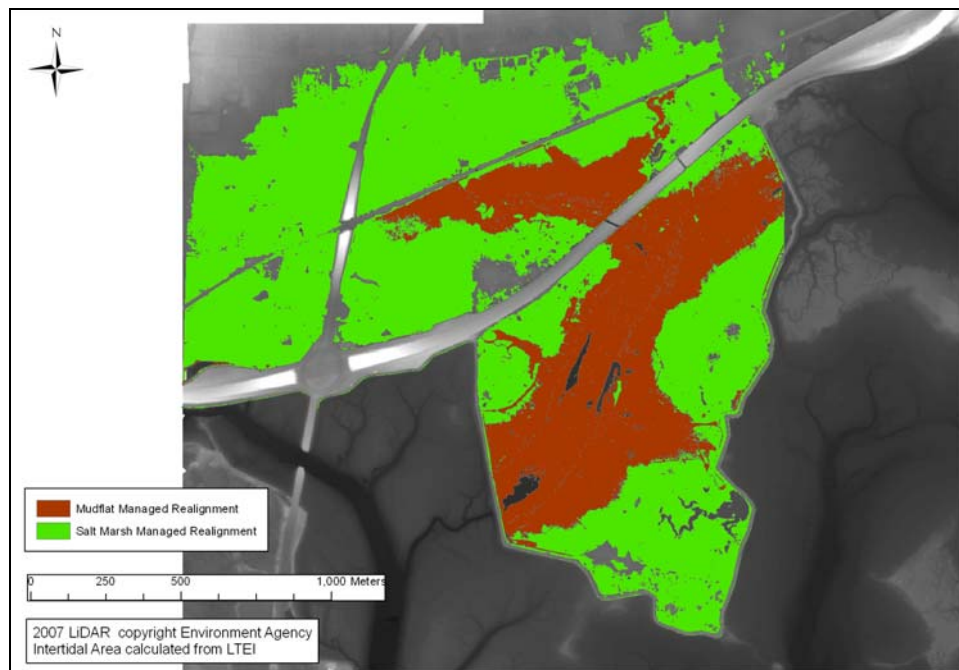 N
Mudflat Managed Realignment
Salt Marsh Managed Realignment
0 250 500 1,000 Meters
2007 LiDAR copyright Environment Agency
Intertidal Area calculated from LTEI